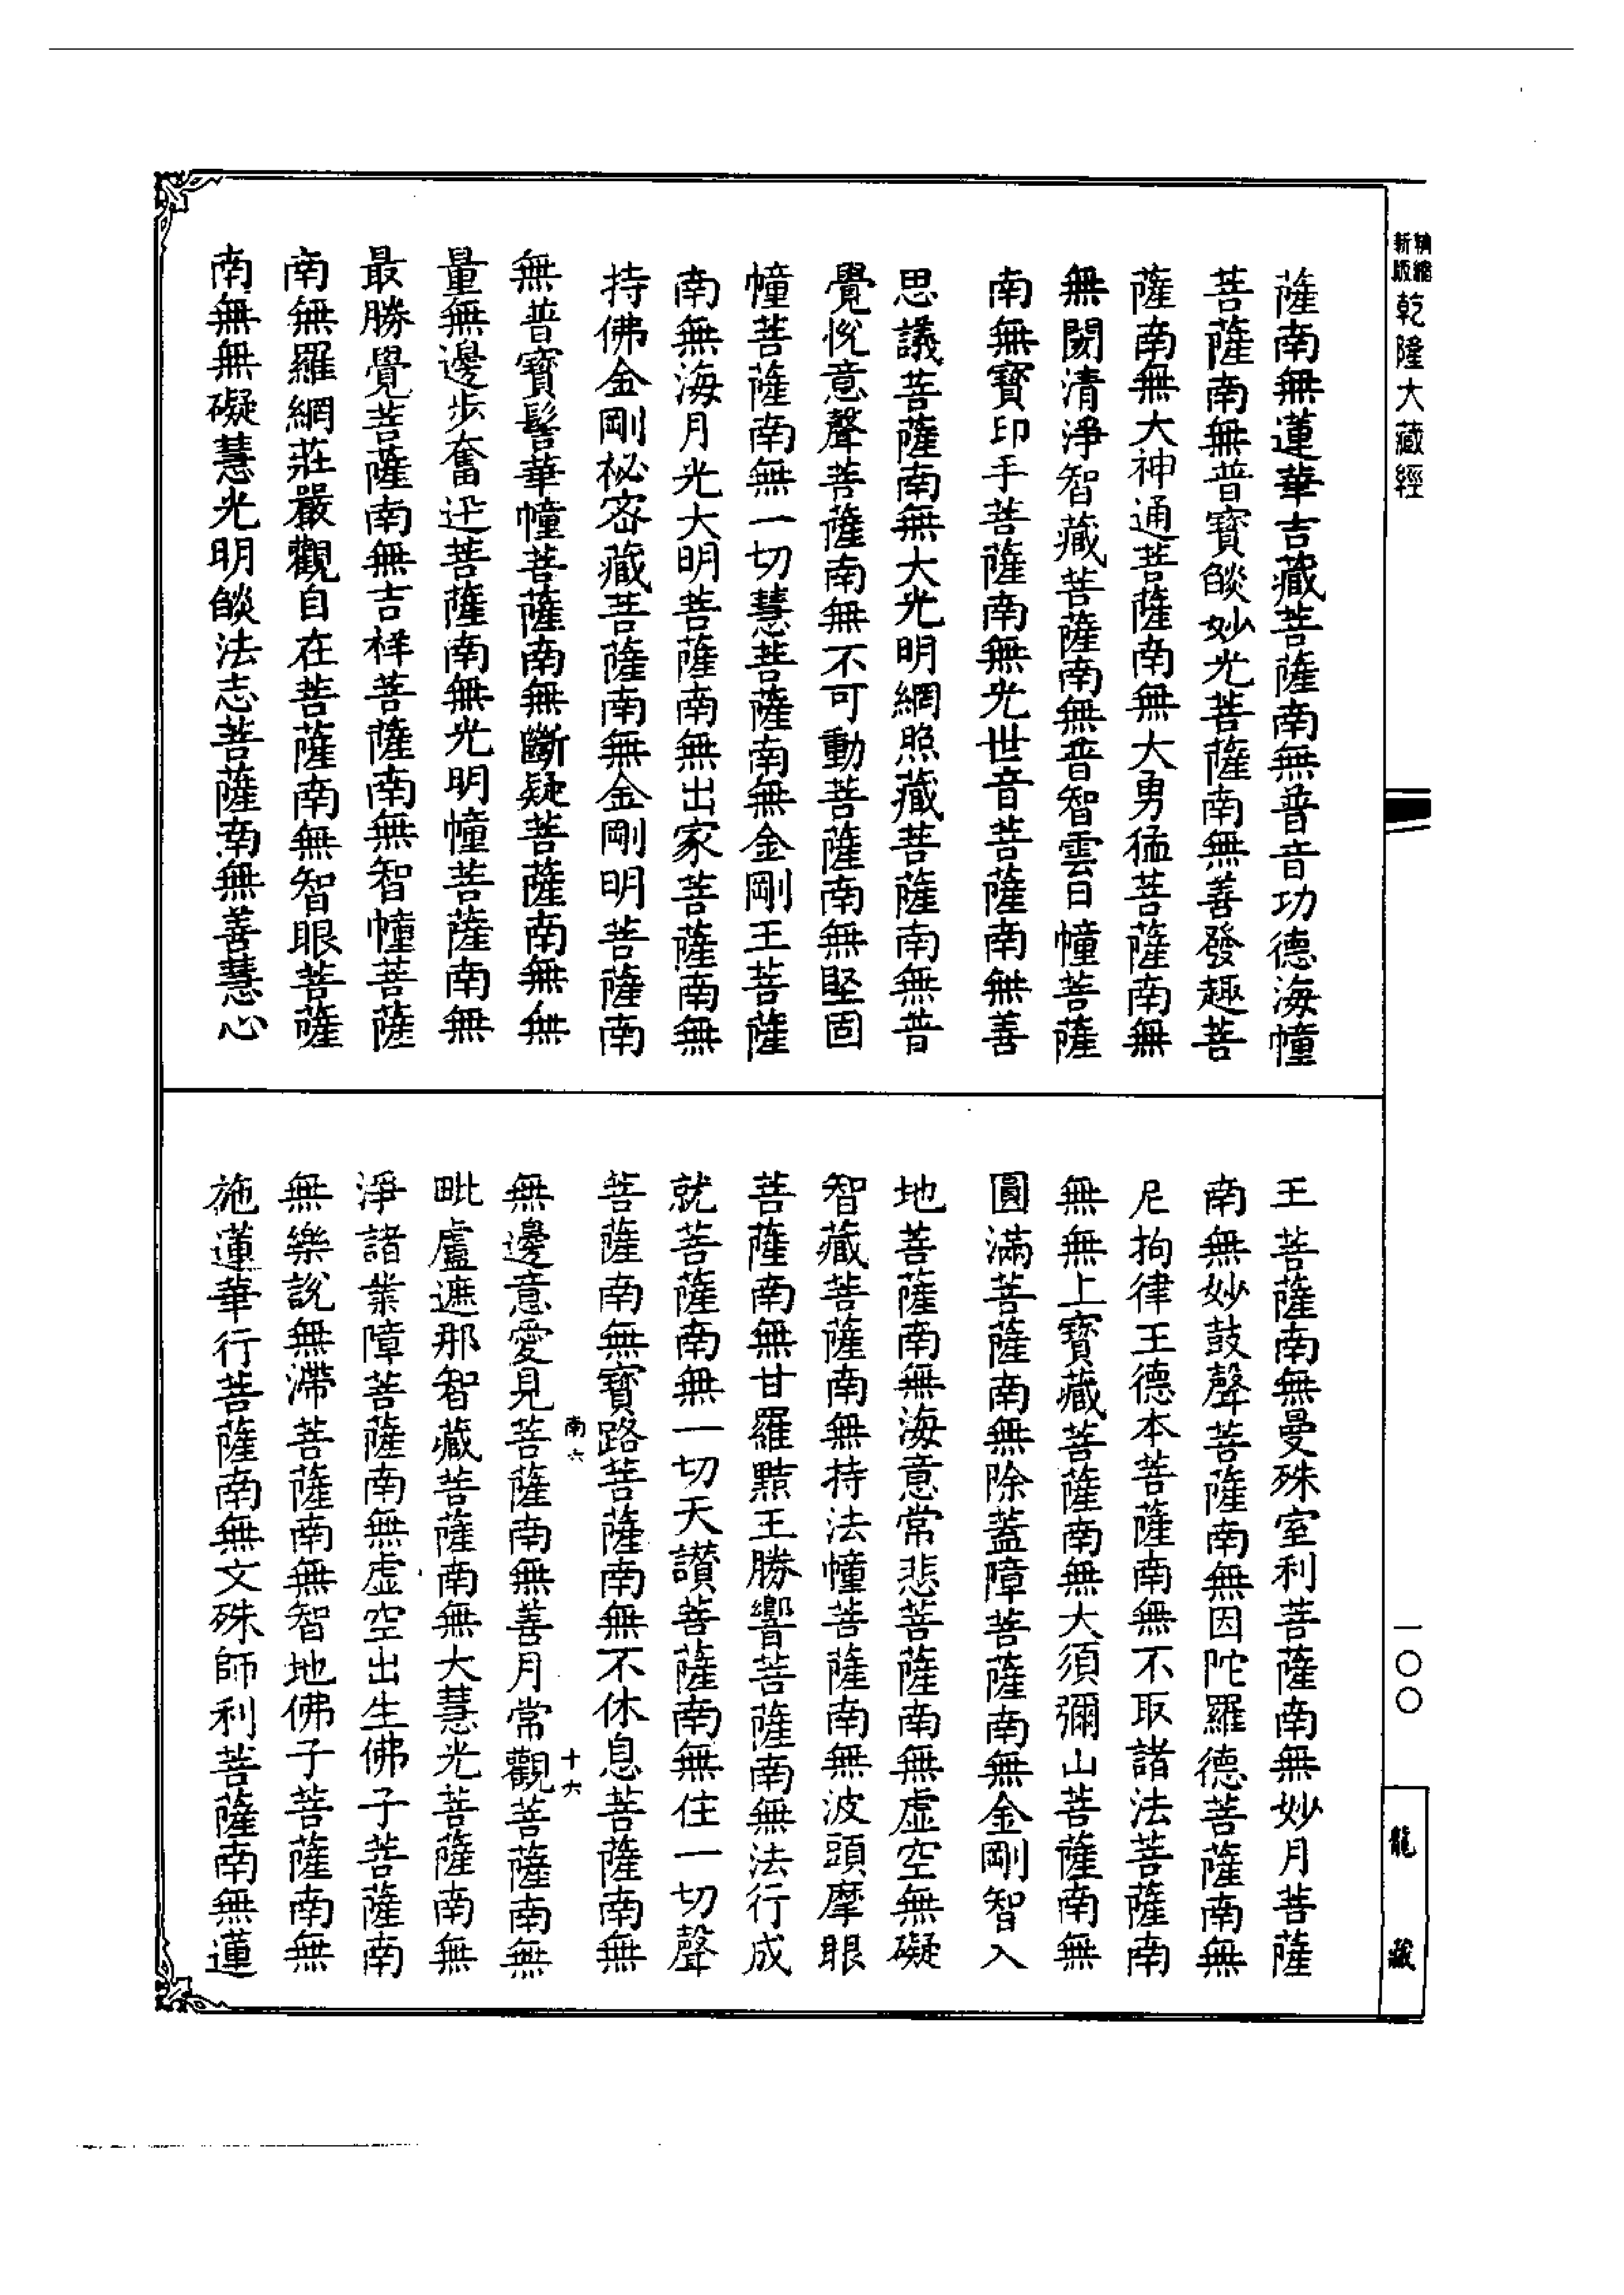 新版
精縮
乾隆大藏經
一〇〇
龍藏
薩南無蓮華吉藏菩薩南無普音功德海幢
菩薩南無普寶燄妙光菩薩南無善發趣菩
薩南無大神通菩薩南無大勇猛菩薩南無
無閡清淨智藏菩薩南無普智雲日幢菩薩
南無寶印手菩薩南無光世音菩薩南無善
思議菩薩南無大光明網照藏菩薩南無普
覺悅意聲菩薩南無不可動菩薩南無堅固
幢菩薩南無一切慧菩薩南無金剛王菩薩
南無海月光大明菩薩南無出家菩薩南無
持佛金剛祕密藏菩薩南無金剛明菩薩南
無普寶髻華幢菩薩南無斷疑菩薩南無無
量無邊步奮迅菩薩南無光明幢菩薩南無
最勝覺菩薩南無吉祥菩薩南無智幢菩薩
南無羅網莊嚴觀自在菩薩南無智眼菩薩
南無無礙慧光明燄法志菩薩南無善慧心
王菩薩南無曼殊室利菩薩南無妙月菩薩
南無妙鼓聲菩薩南無因陀羅德菩薩南無
尼拘律王德本菩薩南無不取諸法菩薩南
無無上寶藏菩薩南無大須彌山菩薩南無
圓滿菩薩南無除蓋障菩薩南無金剛智入
地菩薩南無海意常悲菩薩南無虛空無礙
智藏菩薩南無持法幢菩薩南無波頭摩眼
菩薩南無甘羅黠王勝響菩薩南無法行成
就菩薩南無一切天讚菩薩南無住一切聲
菩薩南無寶路菩薩南無不休息菩薩南無
南六
十六
無邊意愛見菩薩南無善月常觀菩薩南無
毗盧遮那智藏菩薩南無大慧光菩薩南無
淨諸業障菩薩南無虛空出生佛子菩薩南
無樂說無滯菩薩南無智地佛子菩薩南無
施蓮華行菩薩南無文殊師利菩薩南無蓮